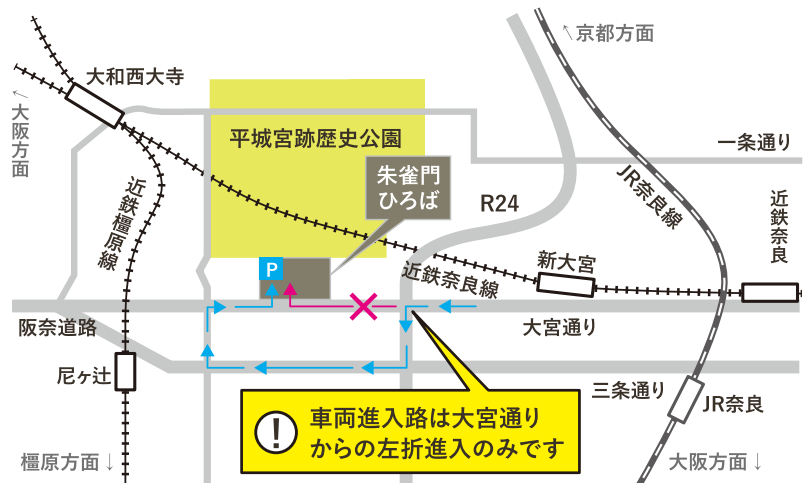 ↖京都方面
大和西大寺
←
大阪方面
平城宮跡歴史公園
一条通り
朱雀門
ひろば
JR奈良線
近鉄橿原線
R24
近鉄奈良
新大宮
P
近鉄奈良線
阪奈道路
大宮通り
尼ヶ辻
三条通り
JR奈良
!
車両進入路は大宮通り
からの左折進入のみです
橿原方面↓
大阪方面↓